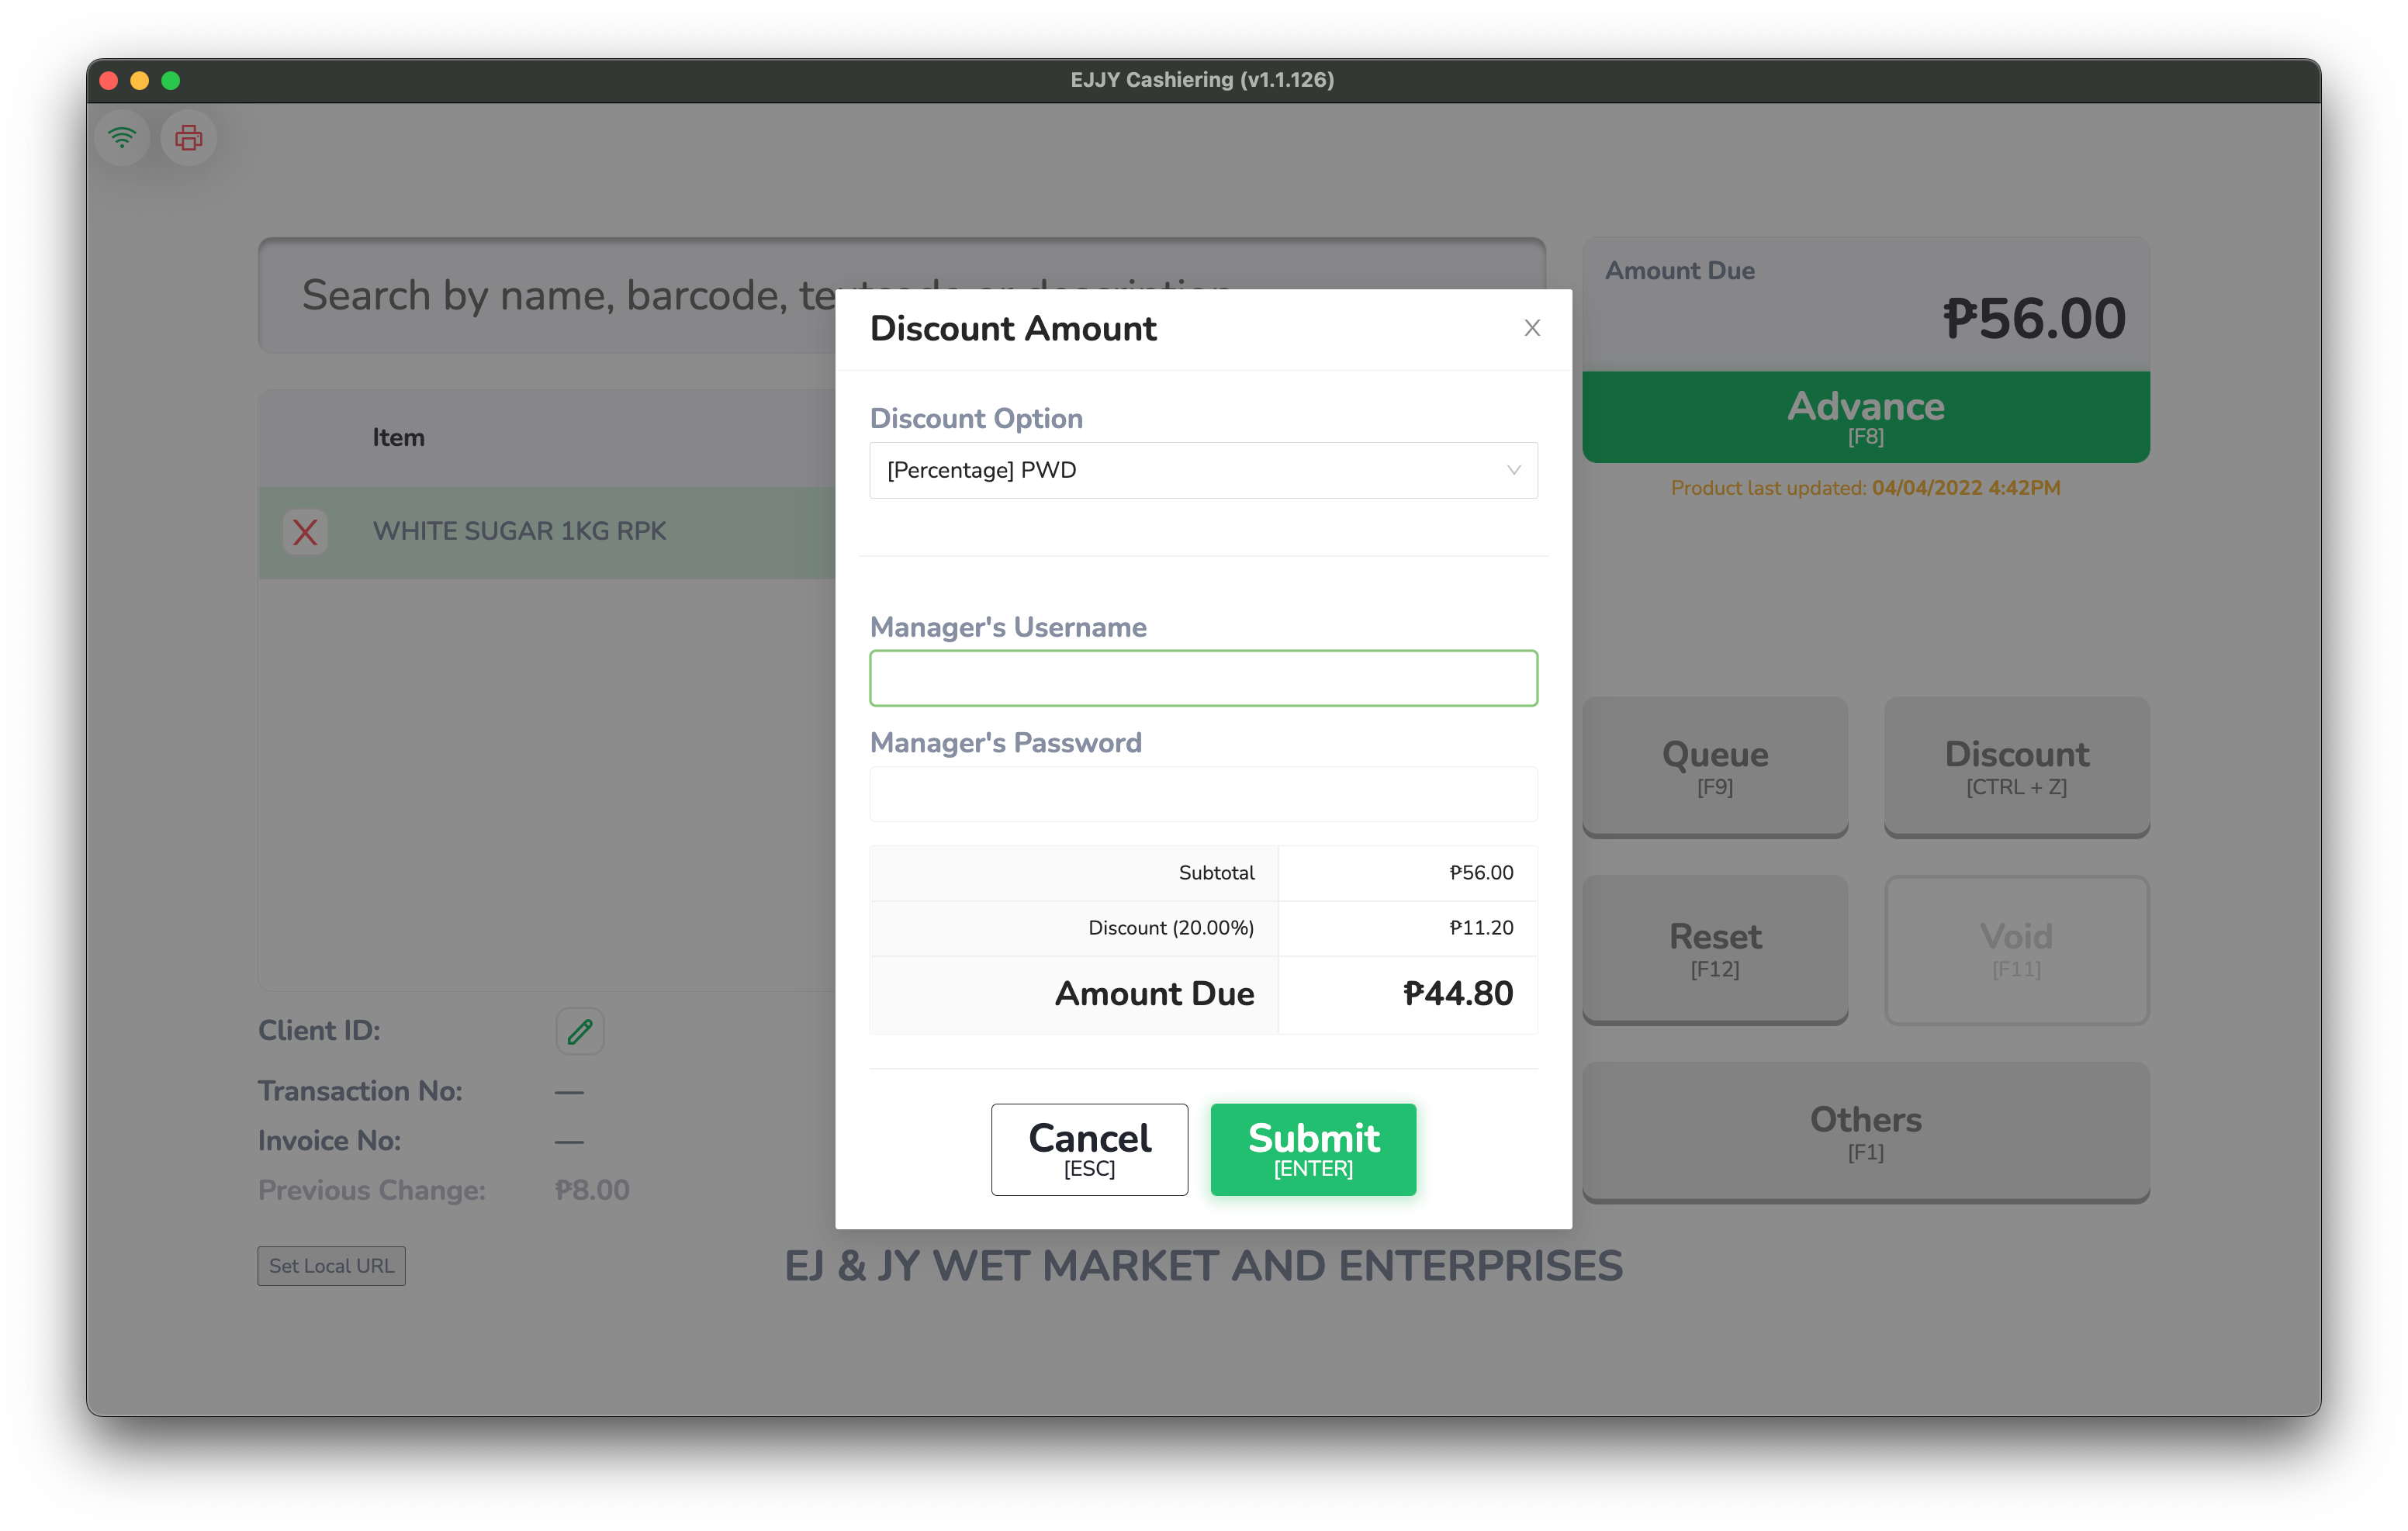 EJJY Cashiering (v1.1.126)
Search by name, barcode, textcode or description
Amount Due
₱56.00
Advance
[F8]
Product last updated: 04/04/2022 4:42PM
Item
WHITE SUGAR 1KG RPK
Discount Amount
Discount Option
[Percentage] PWD
Manager's Username
Manager's Password
Subtotal ₱56.00
Discount (20.00%) ₱11.20
Amount Due ₱44.80
Cancel
[ESC]
Submit
[ENTER]
Queue
[F9]
Discount
[CTRL + Z]
Reset
[F12]
Void
[F11]
Others
[F1]
Client ID:
Transaction No: —
Invoice No: —
Previous Change: ₱8.00
Set Local URL
EJ & JY WET MARKET AND ENTERPRISES